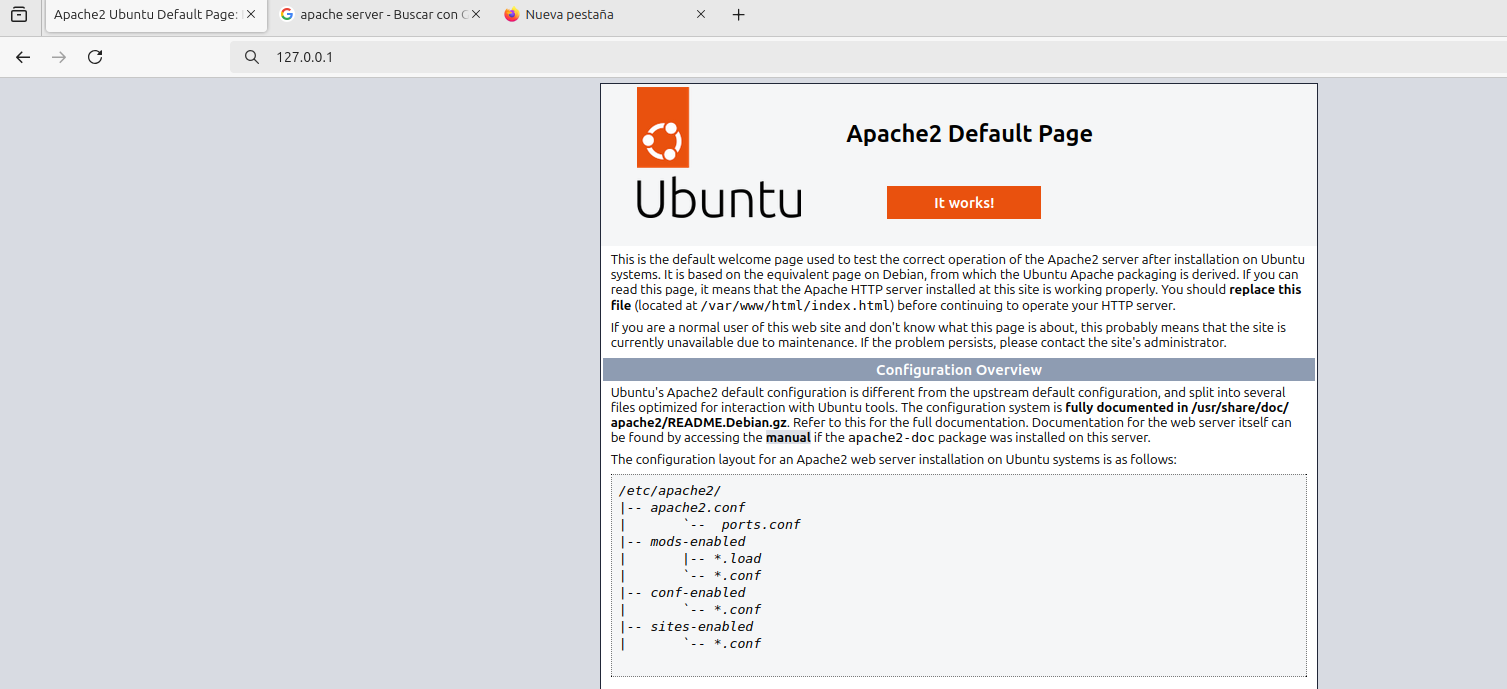 Apache2 Ubuntu Default Page:
apache server - Buscar con
Nueva pestaña
127.0.0.1
Apache2 Default Page
Ubuntu
It works!
This is the default welcome page used to test the correct operation of the Apache2 server after installation on Ubuntu
systems. It is based on the equivalent page on Debian, from which the Ubuntu Apache packaging is derived. If you can
read this page, it means that the Apache HTTP server installed at this site is working properly. You should replace this
file (located at /var/www/html/index.html) before continuing to operate your HTTP server.
If you are a normal user of this web site and don't know what this page is about, this probably means that the site is
currently unavailable due to maintenance. If the problem persists, please contact the site's administrator.
Configuration Overview
Ubuntu's Apache2 default configuration is different from the upstream default configuration, and split into several
files optimized for interaction with Ubuntu tools. The configuration system is fully documented in /usr/share/doc/
apache2/README.Debian.gz. Refer to this for the full documentation. Documentation for the web server itself can
be found by accessing the manual if the apache2-doc package was installed on this server.
The configuration layout for an Apache2 web server installation on Ubuntu systems is as follows:
/etc/apache2/
|-- apache2.conf
|       `--  ports.conf
|-- mods-enabled
|       |-- *.load
|       `-- *.conf
|-- conf-enabled
|       `-- *.conf
|-- sites-enabled
|       `-- *.conf